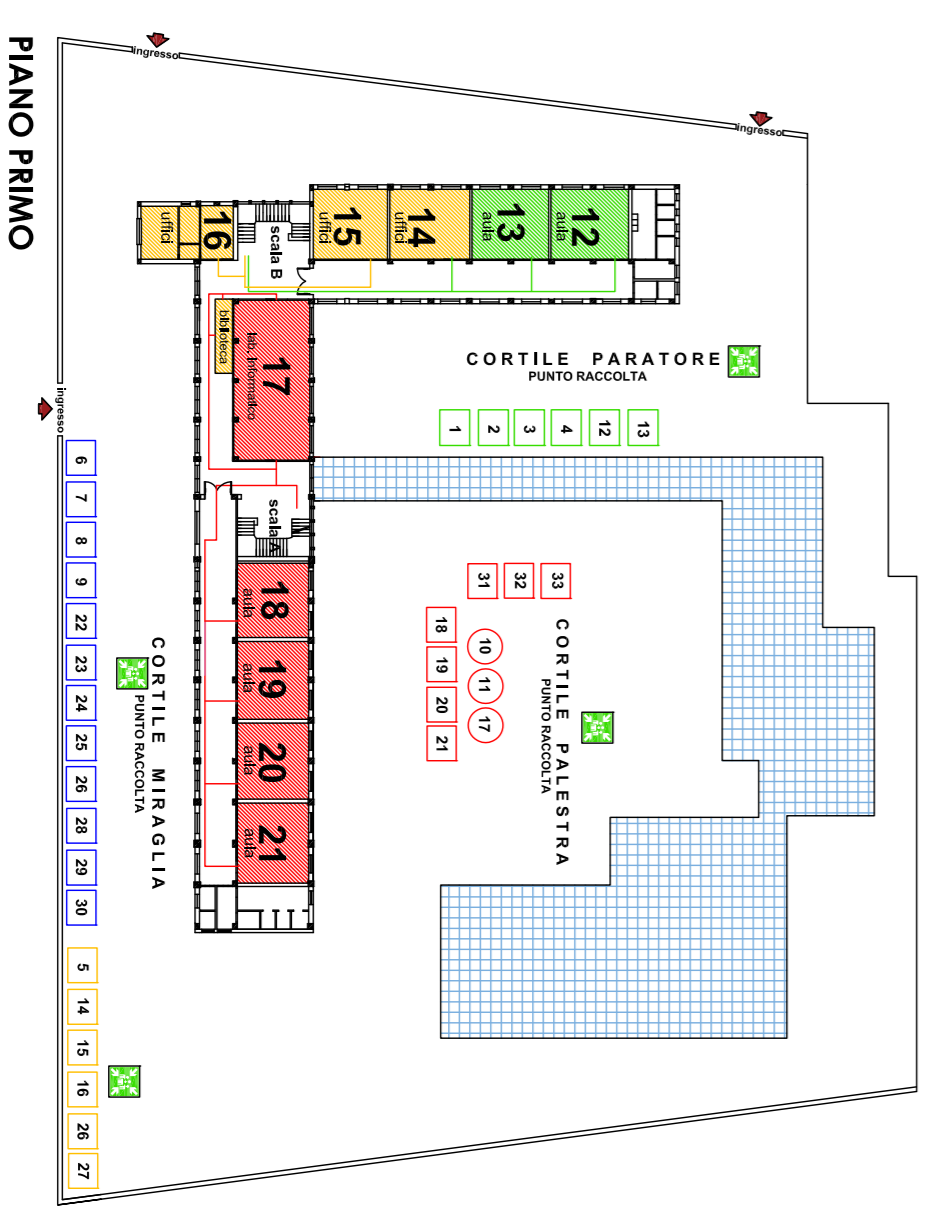 PIANO PRIMO
ingresso
ingresso
ingresso
12
aula
13
aula
14
uffici
15
uffici
scala B
16
uffici
17
lab. Informatico
biblioteca
scala A
18
aula
19
aula
20
aula
21
aula
CORTILE PARATORE
PUNTO RACCOLTA
1
2
3
4
12
13
CORTILE PALESTRA
PUNTO RACCOLTA
33
32
31
10
11
17
18
19
20
21
CORTILE MIRAGLIA
PUNTO RACCOLTA
6
7
8
9
22
23
24
25
26
28
29
30
5
14
15
16
26
27